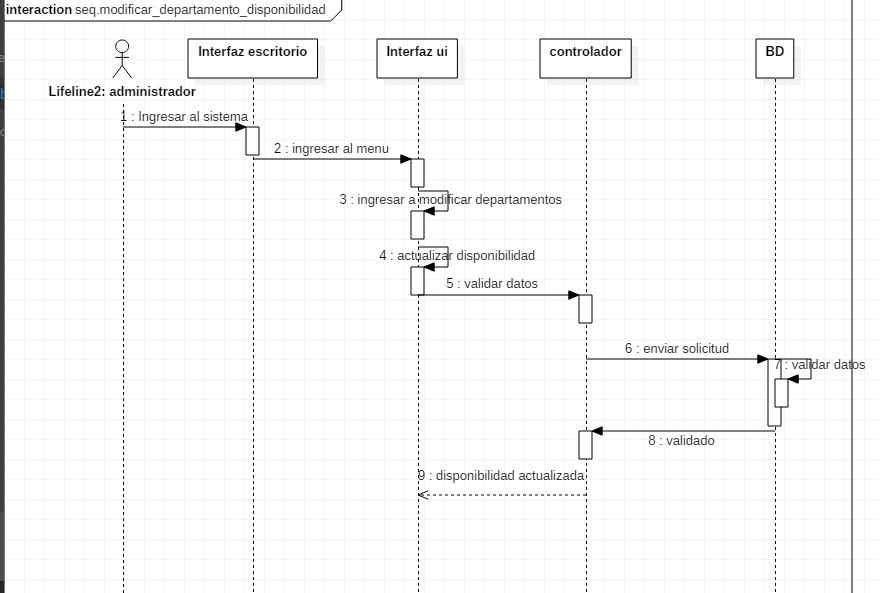 interaction seq.modificar_departamento_disponibilidad
Interfaz escritorio
Interfaz ui
controlador
BD
Lifeline2: administrador
1 : Ingresar al sistema
2 : ingresar al menu
3 : ingresar a modificar departamentos
4 : actualizar disponibilidad
5 : validar datos
6 : enviar solicitud
7 : validar datos
8 : validado
9 : disponibilidad actualizada